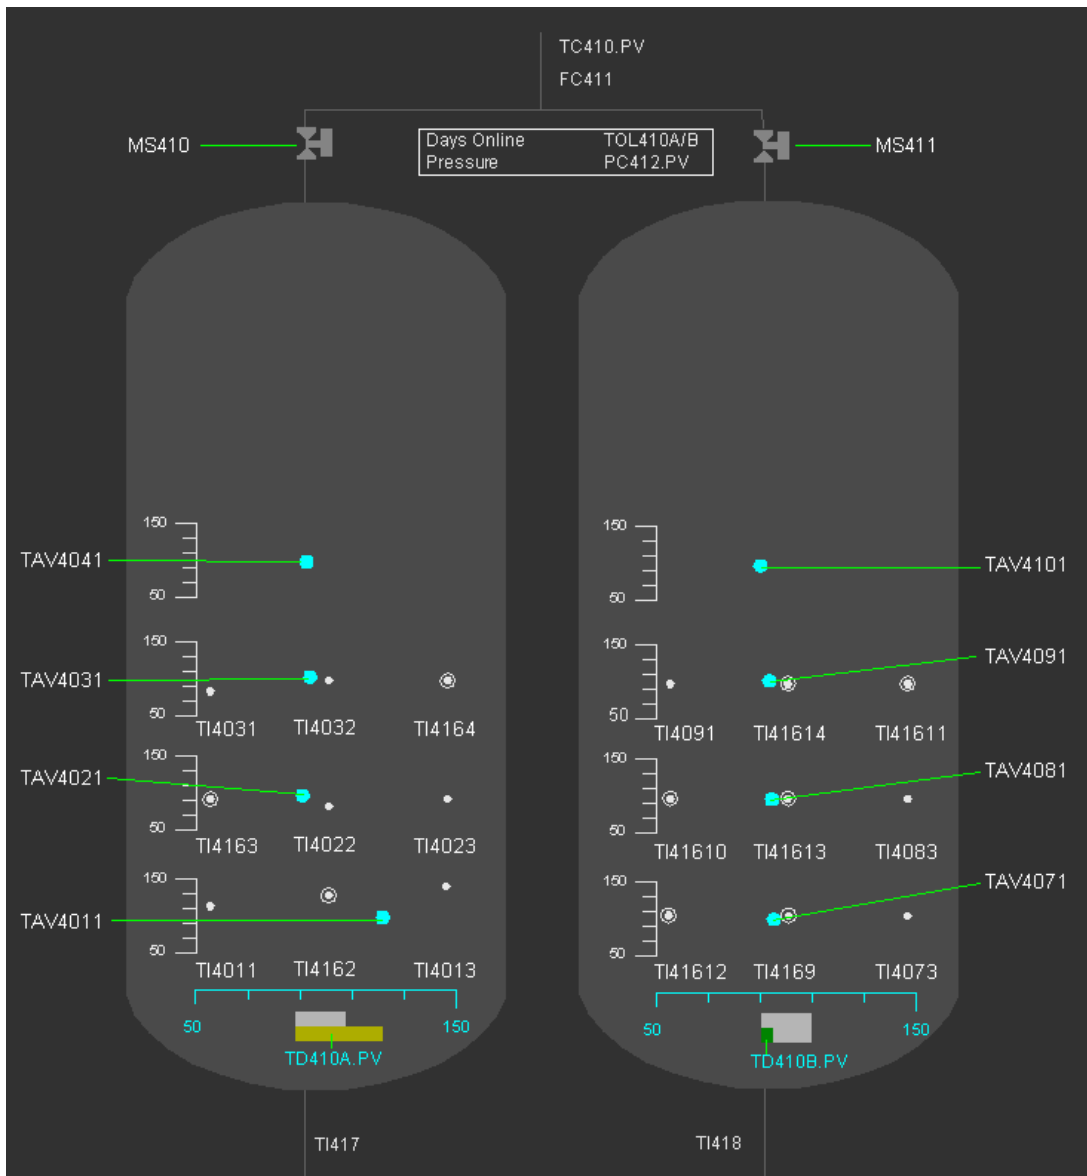 TC410.PV
FC411
MS410
Days Online TOL410A/B
Pressure PC412.PV
MS411
150
TAV4041
50
150
TAV4101
50
150
TAV4031
50
TI4031 TI4032 TI4164
150
TAV4091
50
TI4091 TI41614 TI41611
150
TAV4021
50
TI4163 TI4022 TI4023
150
TAV4081
50
TI41610 TI41613 TI4083
150
TAV4011
50
TI4011 TI4162 TI4013
150
TAV4071
50
TI41612 TI4169 TI4073
50 150
TD410A.PV
50 150
TD410B.PV
TI417
TI418